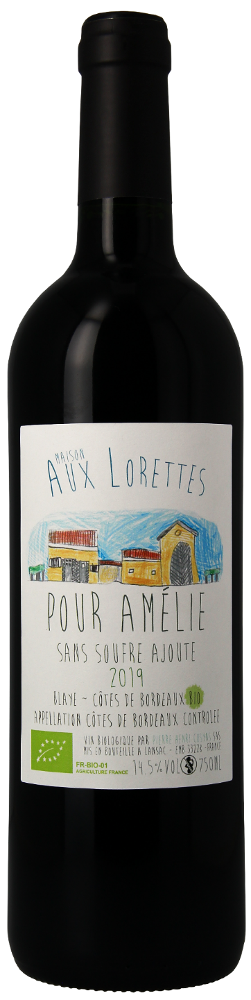 MAISON
AUX LORETTES
POUR AMÉLIE
SANS SOUFRE AJOUTE
2019
BLAYE ~ CÔTES DE BORDEAUX BIO
APPELLATION CÔTES DE BORDEAUX CONTROLÉE
VIN BIOLOGIQUE PAR PIERRE HENRI COSYNS SAS
MIS EN BOUTEILLE A LANSAC - EMB 33228 -FRANCE
FR-BIO-01
AGRICULTURE FRANCE
14.5% VOL 750ML